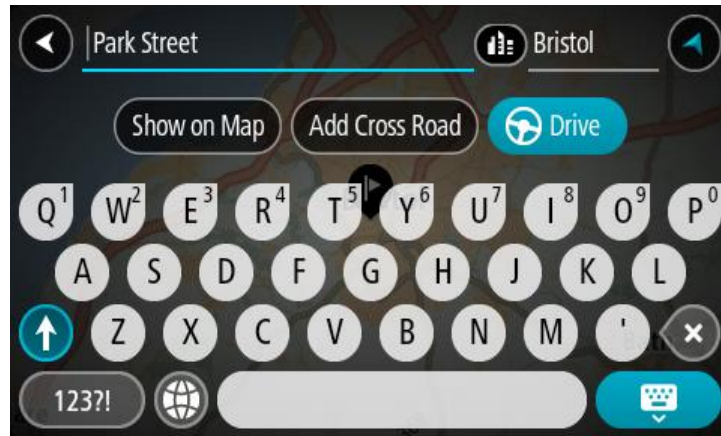 Park Street Bristol
Show on Map Add Cross Road Drive
Q1 W2 E3 R4 T5 Y6 U7 I8 O9 P0
A S D F G H J K L
Z X C V B N M '
123?!